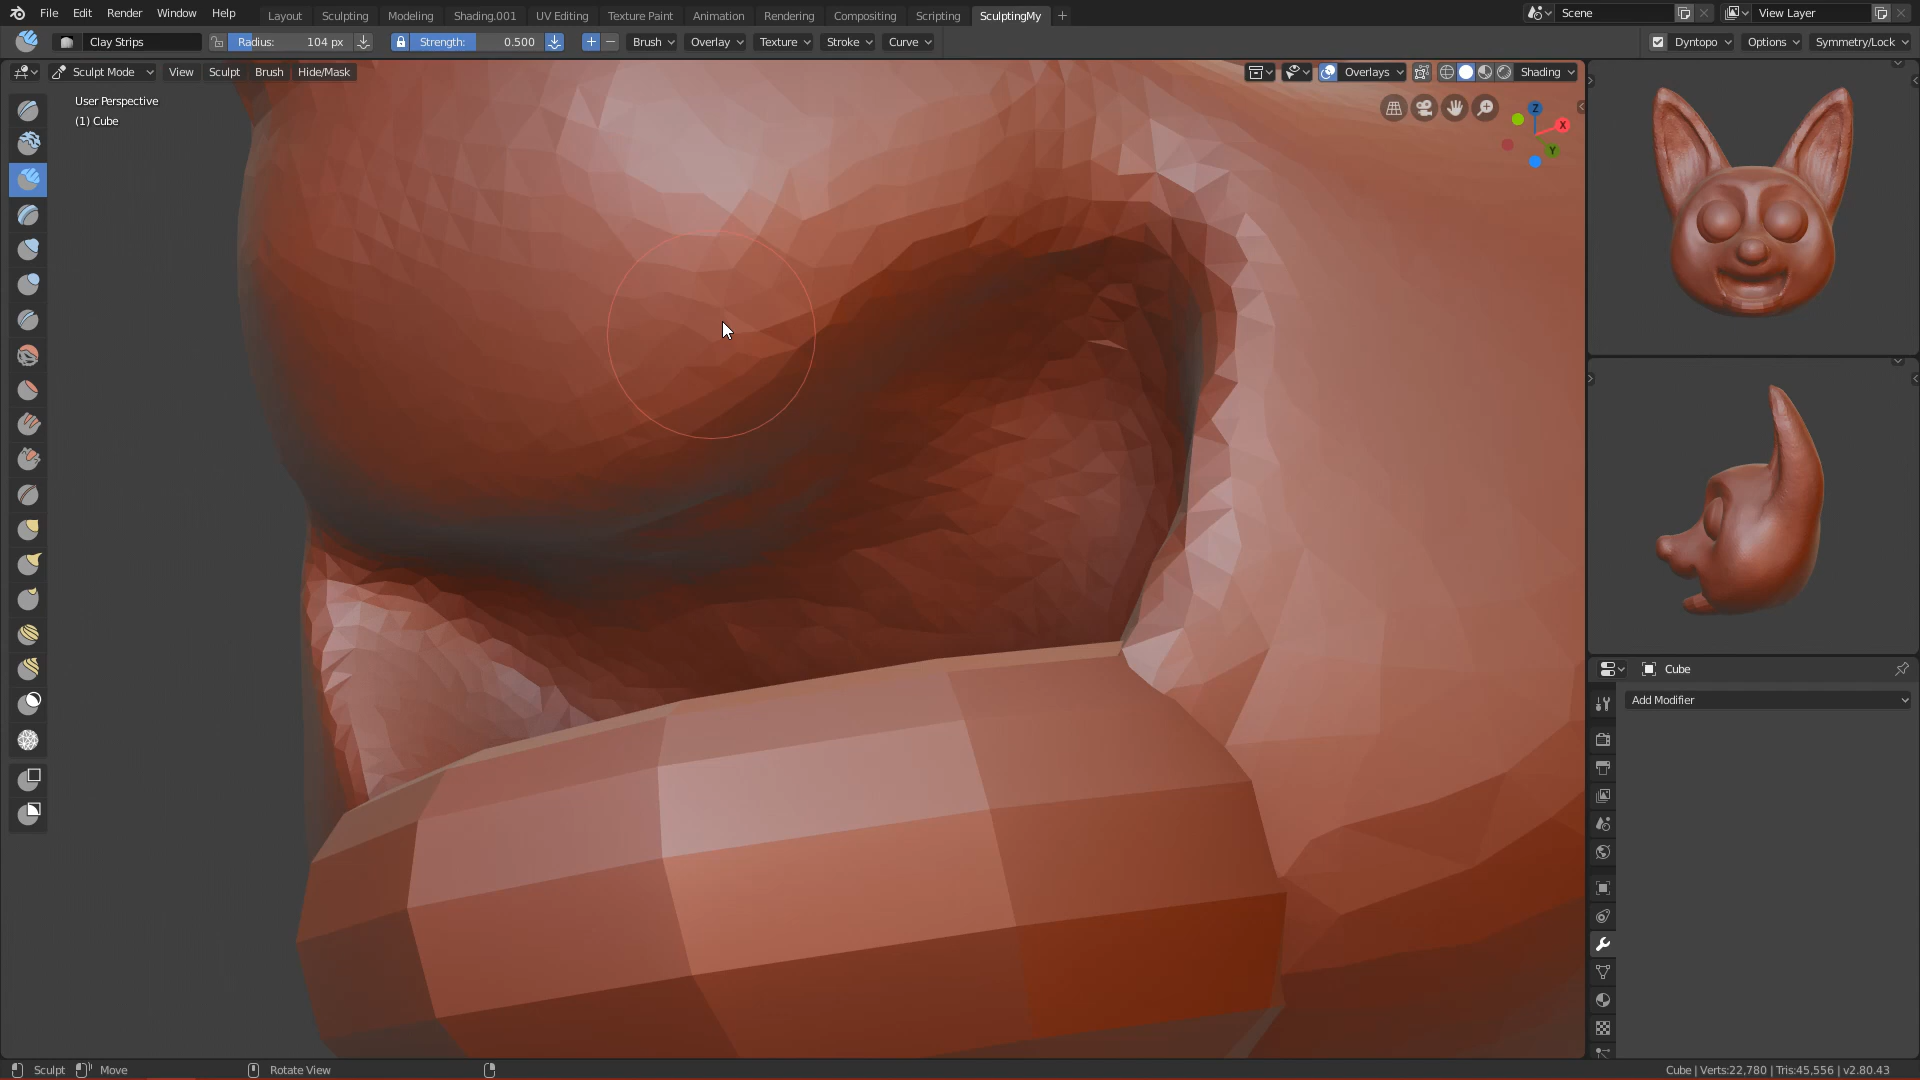 File Edit Render Window Help Layout Sculpting Modeling Shading.001 UV Editing Texture Paint Animation Rendering Compositing Scripting SculptingMy + Scene View Layer
Clay Strips Radius: 104 px Strength: 0.500 Brush Overlay Texture Stroke Curve Dyntopo Options Symmetry/Lock
Sculpt Mode View Sculpt Brush Hide/Mask Overlays Shading
User Perspective
(1) Cube
Z
X
Y
Cube
Add Modifier
Sculpt Move Rotate View Cube | Verts:22,780 | Tris:45,556 | v2.80.43